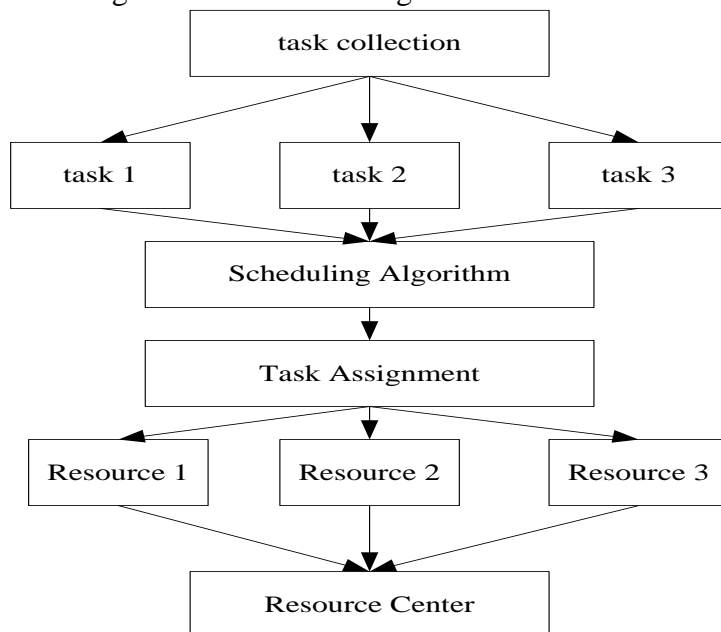 task collection
task 1 task 2 task 3
Scheduling Algorithm
Task Assignment
Resource 1 Resource 2 Resource 3
Resource Center